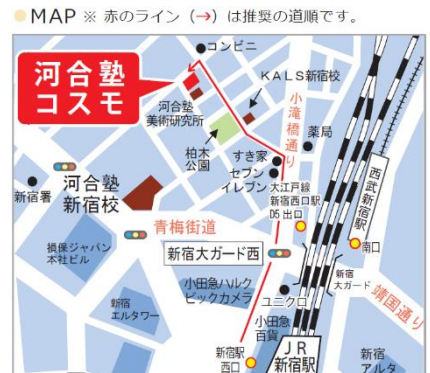 MAP ※ 赤のライン（→）は推奨の道順です。
コンビニ
河合塾
コスモ
KALS新宿校
河合塾
美術研究所
小滝橋通り
薬局
柏木
公園
すき家
セブン
イレブン
大江戸線
新宿西口駅
D5出口
西武新宿駅
新宿署
河合塾
新宿校
青梅街道
南口
損保ジャパン
本社ビル
新宿大ガード西
新宿
大ガード
小田急ハルク
ビックカメラ
靖国通り
新宿
エルタワー
ユニクロ
小田急
百貨
新宿駅
西口
JR
新宿駅
新宿
アルタ